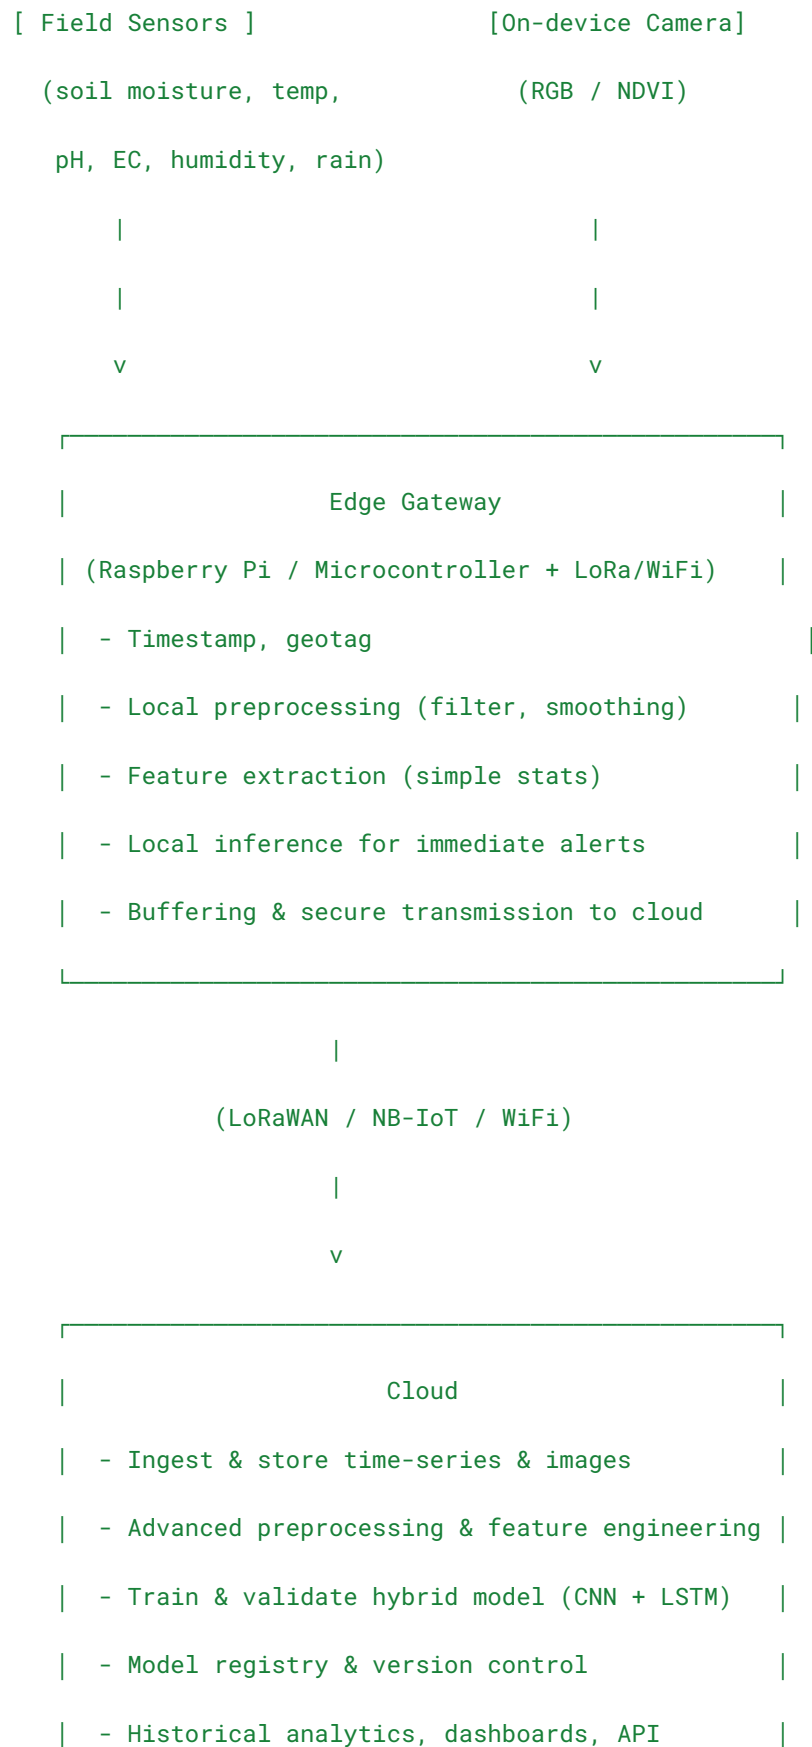 [ Field Sensors ]                [On-device Camera]
  (soil moisture, temp,            (RGB / NDVI)
   pH, EC, humidity, rain)
       |                                |
       |                                |
       v                                v
   ┌─────────────────────────────────────────────────┐
   │                  Edge Gateway                   │
   │ (Raspberry Pi / Microcontroller + LoRa/WiFi)    │
   │  - Timestamp, geotag                              │
   │  - Local preprocessing (filter, smoothing)       │
   │  - Feature extraction (simple stats)             │
   │  - Local inference for immediate alerts          │
   │  - Buffering & secure transmission to cloud      │
   └─────────────────────────────────────────────────┘
                      |
              (LoRaWAN / NB-IoT / WiFi)
                      |
                      v
   ┌─────────────────────────────────────────────────┐
   │                      Cloud                      │
   │  - Ingest & store time-series & images          │
   │  - Advanced preprocessing & feature engineering │
   │  - Train & validate hybrid model (CNN + LSTM)   │
   │  - Model registry & version control             │
   │  - Historical analytics, dashboards, API        │